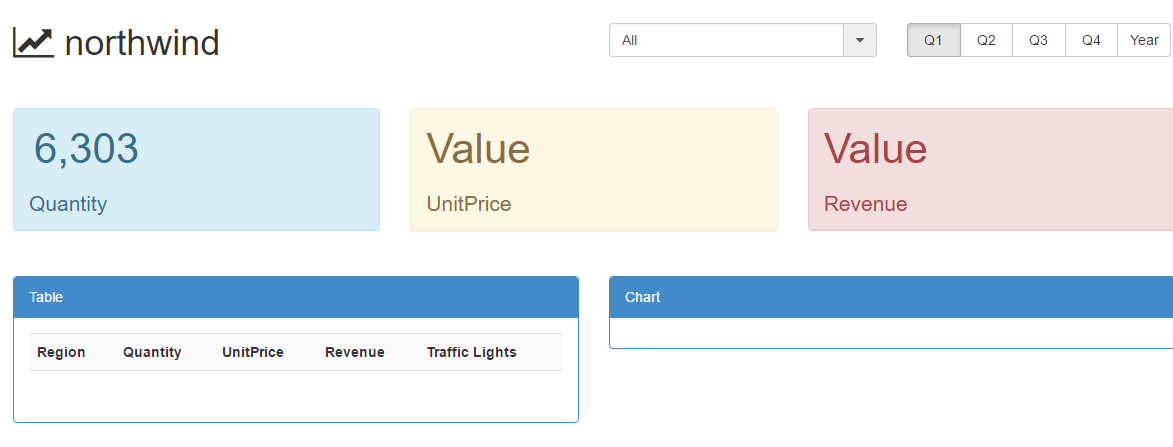 northwind
All
Q1 Q2 Q3 Q4 Year
6,303
Quantity
Value
UnitPrice
Value
Revenue
Table
Region Quantity UnitPrice Revenue Traffic Lights
Chart